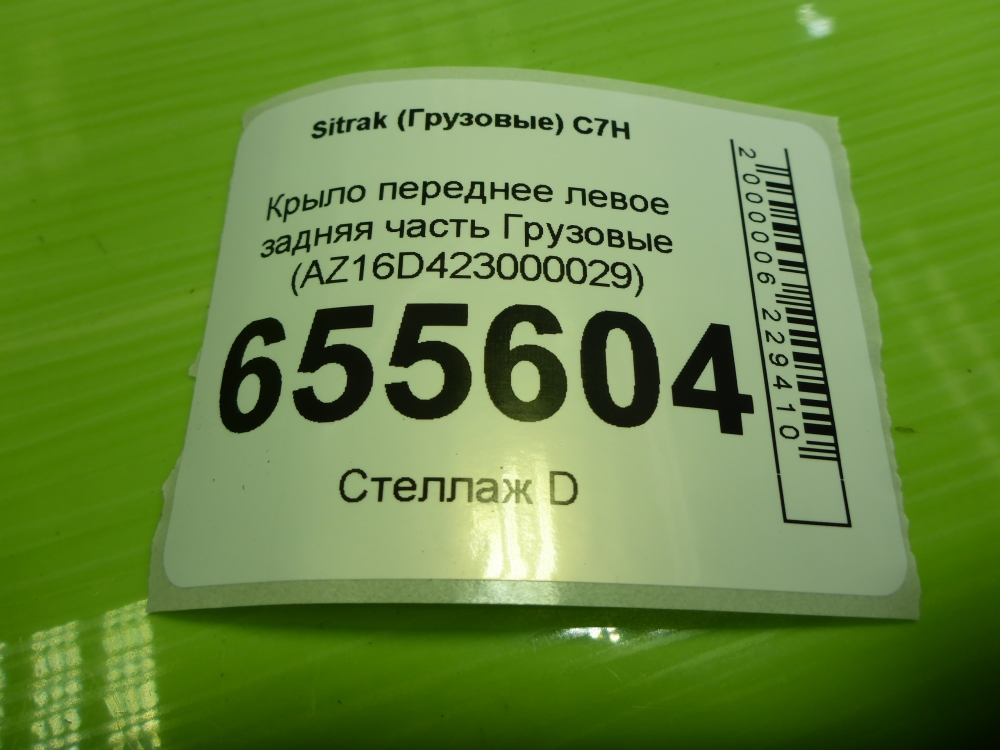 Sitrak (Грузовые) C7H
Крыло переднее левое
задняя часть Грузовые
(AZ16D423000029)
655604
Стеллаж D
2000006229410